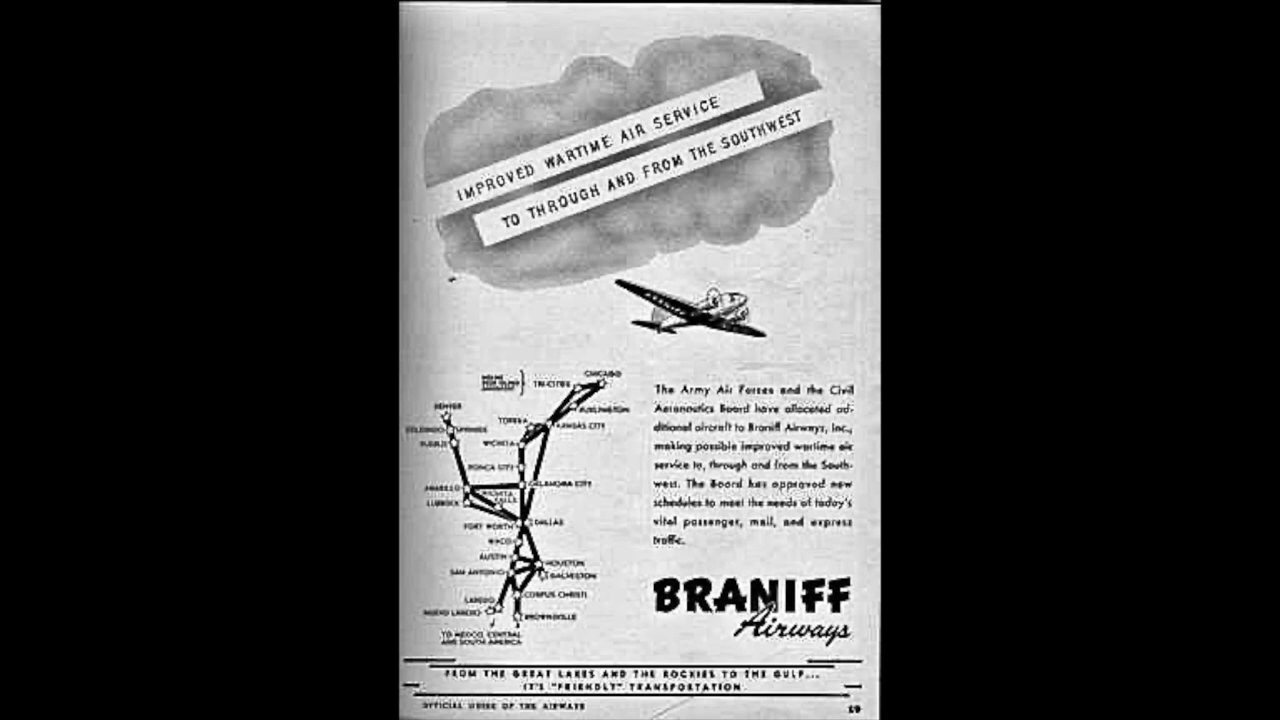 IMPROVED WARTIME AIR SERVICE
TO THROUGH AND FROM THE SOUTHWEST
CHICAGO
TRI-CITIES
BURLINGTON
DENVER
TOPEKA
KANSAS CITY
COLORADO SPRINGS
PUEBLO
WICHITA
PONCA CITY
AMARILLO
OKLAHOMA CITY
WICHITA
FALLS
LUBBOCK
FORT WORTH
DALLAS
WACO
AUSTIN
HOUSTON
SAN ANTONIO
GALVESTON
CORPUS CHRISTI
LAREDO
NUEVO LAREDO
BROWNSVILLE
TO MEXICO, CENTRAL
AND SOUTH AMERICA
The Army Air Forces and the Civil
Aeronautics Board have allocated ad-
ditional aircraft to Braniff Airways, Inc.,
making possible improved wartime air
service to, through and from the South-
west. The Board has approved new
schedules to meet the needs of today's
vital passenger, mail, and express
traffic.
BRANIFF
Airways
FROM THE GREAT LAKES AND THE ROCKIES TO THE GULF...
IT'S "FRIENDLY" TRANSPORTATION
OFFICIAL GUIDE OF THE AIRWAYS